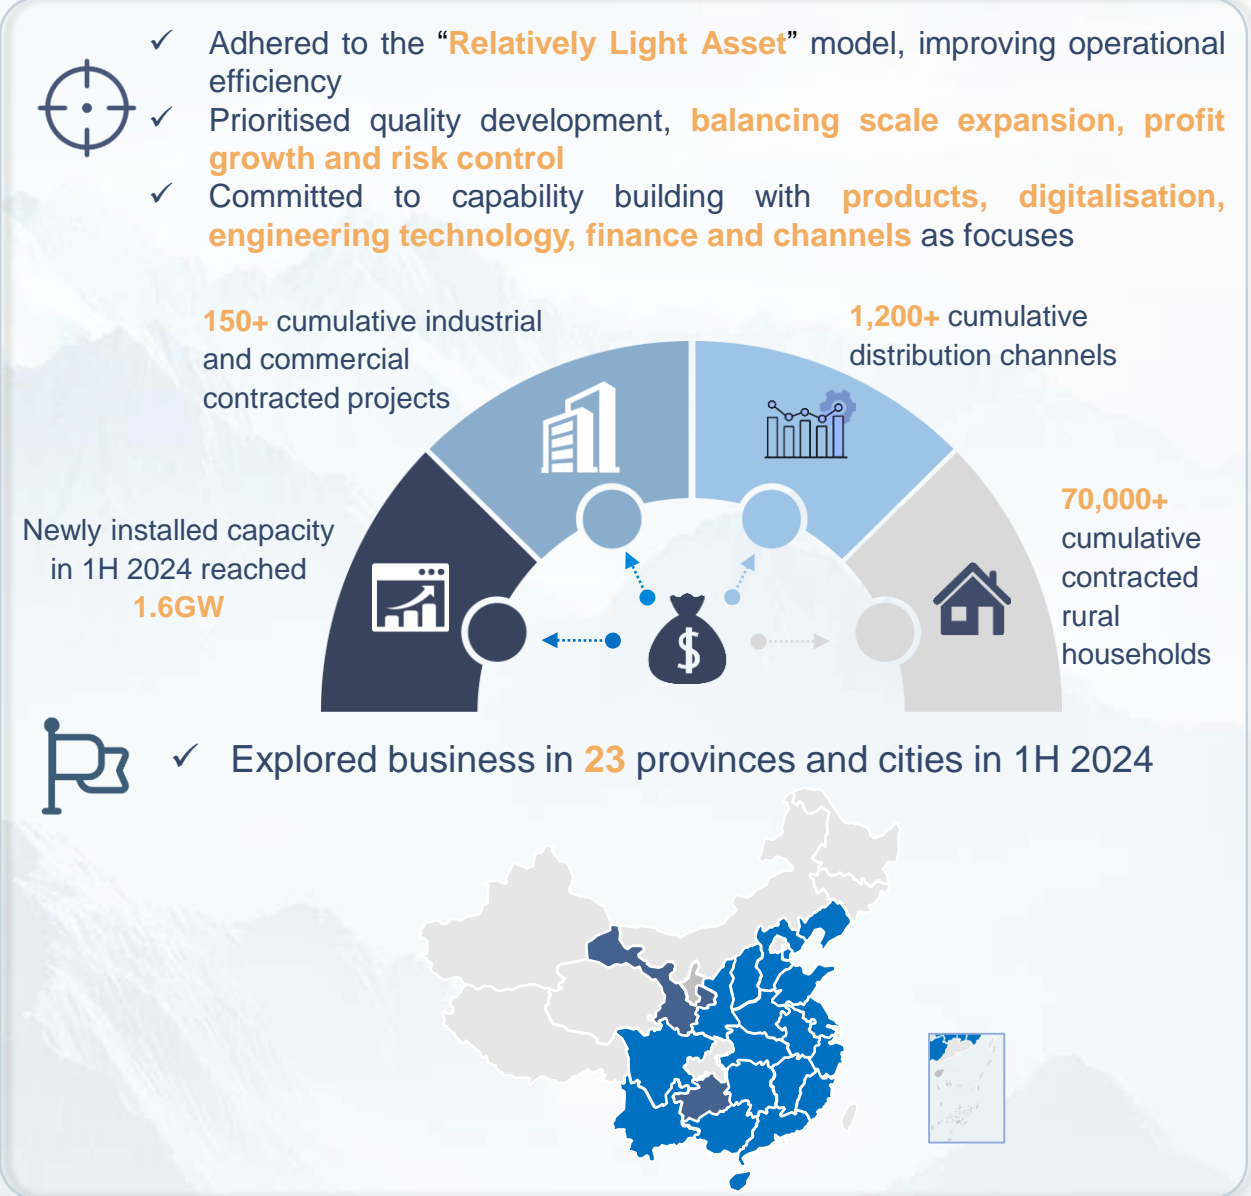 ✓ Adhered to the “Relatively Light Asset” model, improving operational
efficiency
✓ Prioritised quality development, balancing scale expansion, profit
growth and risk control
✓ Committed to capability building with products, digitalisation,
engineering technology, finance and channels as focuses
150+ cumulative industrial
and commercial
contracted projects
1,200+ cumulative
distribution channels
Newly installed capacity
in 1H 2024 reached
1.6GW
70,000+
cumulative
contracted
rural
households
$
✓ Explored business in 23 provinces and cities in 1H 2024